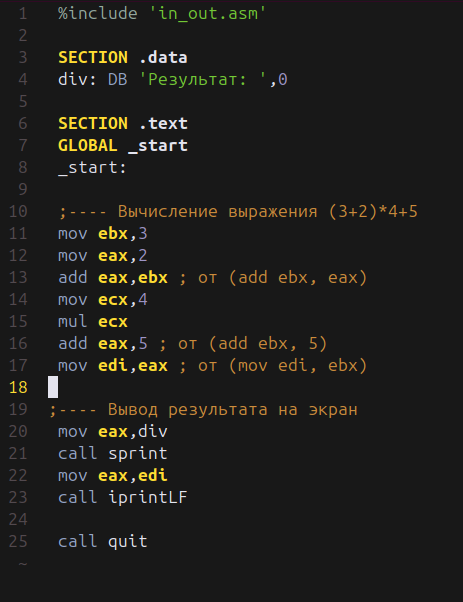 1 %include 'in_out.asm'
2
3 SECTION .data
4 div: DB 'Результат: ',0
5
6 SECTION .text
7 GLOBAL _start
8 _start:
9
10 ;---- Вычисление выражения (3+2)*4+5
11 mov ebx,3
12 mov eax,2
13 add eax,ebx ; от (add ebx, eax)
14 mov ecx,4
15 mul ecx
16 add eax,5 ; от (add ebx, 5)
17 mov edi,eax ; от (mov edi, ebx)
18
19 ;---- Вывод результата на экран
20 mov eax,div
21 call sprint
22 mov eax,edi
23 call iprintLF
24
25 call quit
~